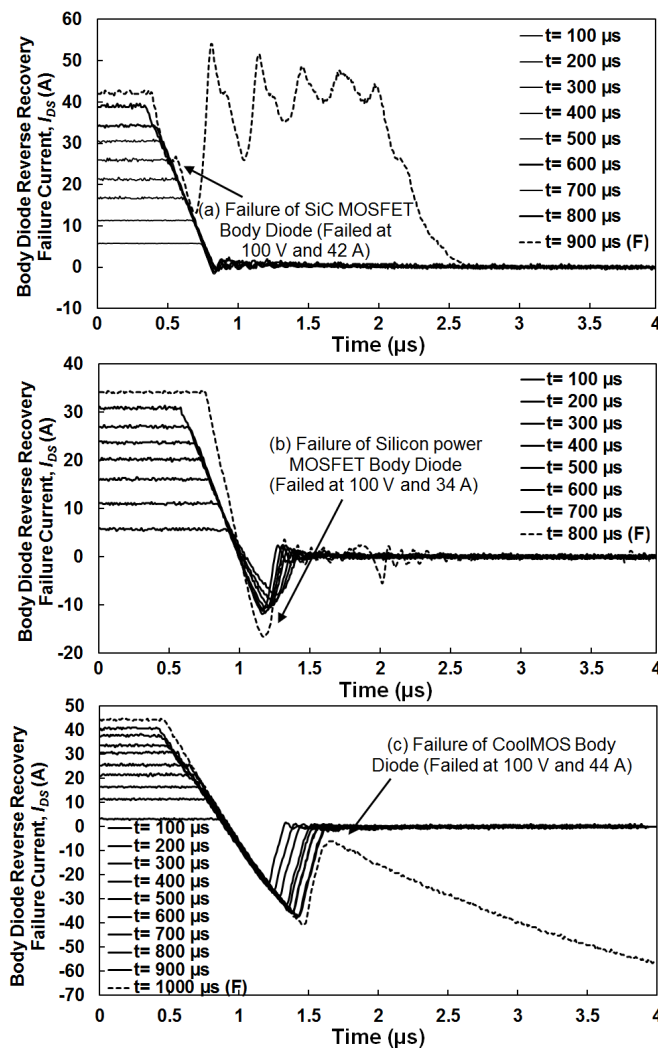 Body Diode Reverse Recovery
Failure Current, IDS (A)
60
50
40
30
20
10
0
-10
t= 100 µs
t= 200 µs
t= 300 µs
t= 400 µs
t= 500 µs
t= 600 µs
t= 700 µs
t= 800 µs
t= 900 µs (F)
(a) Failure of SiC MOSFET
Body Diode (Failed at
100 V and 42 A)
0 0.5 1 1.5 2 2.5 3 3.5 4
Time (µs)
Body Diode Reverse Recovery
Failure Current, IDS (A)
40
30
20
10
0
-10
-20
t= 100 µs
t= 200 µs
t= 300 µs
t= 400 µs
t= 500 µs
t= 600 µs
t= 700 µs
t= 800 µs (F)
(b) Failure of Silicon power
MOSFET Body Diode
(Failed at 100 V and 34 A)
0 0.5 1 1.5 2 2.5 3 3.5 4
Time (µs)
Body Diode Reverse Recovery
Failure Current, IDS (A)
50
40
30
20
10
0
-10
-20
-30
-40
-50
-60
-70
(c) Failure of CoolMOS Body
Diode (Failed at 100 V and 44 A)
t= 100 µs
t= 200 µs
t= 300 µs
t= 400 µs
t= 500 µs
t= 600 µs
t= 700 µs
t= 800 µs
t= 900 µs
t= 1000 µs (F)
0 0.5 1 1.5 2 2.5 3 3.5 4
Time (µs)